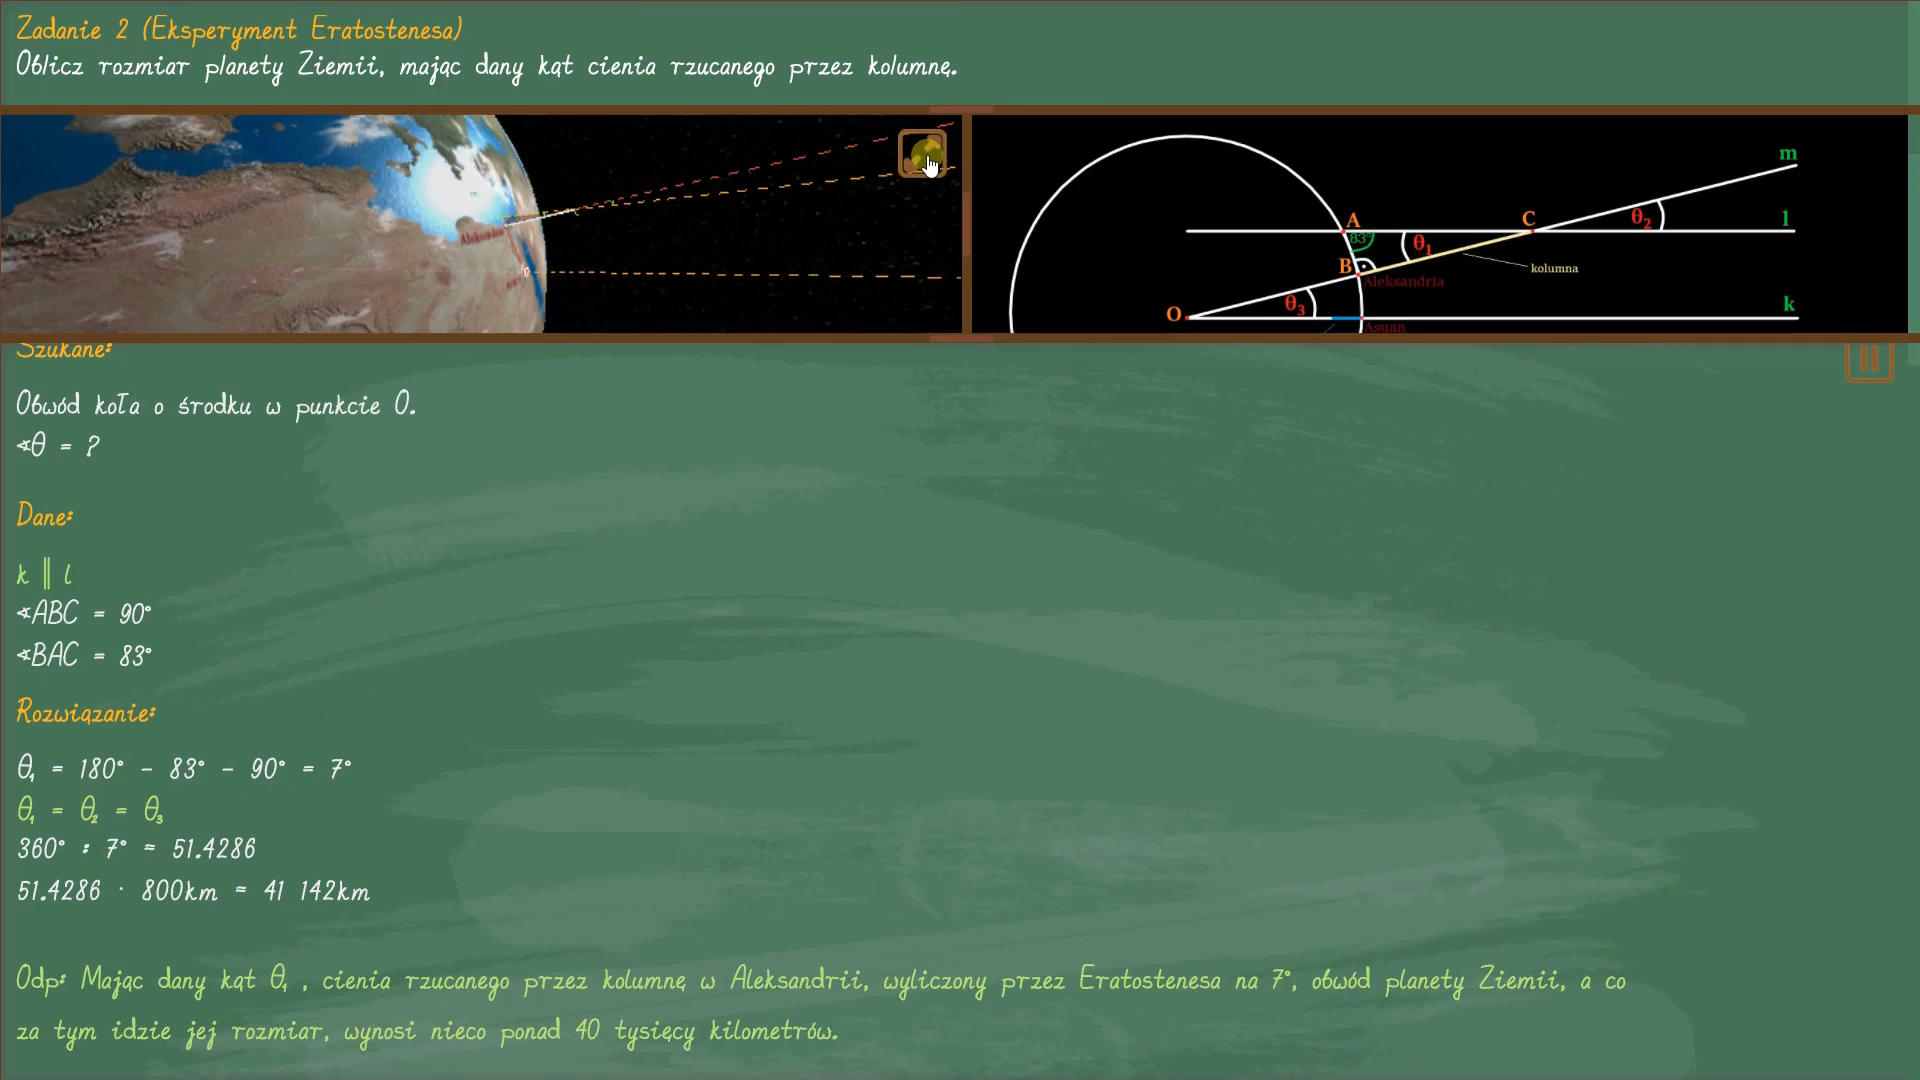 Zadanie 2 (Eksperyment Eratostenesa)
Oblicz rozmiar planety Ziemii, mając dany kąt cienia rzucanego przez kolumnę.
Aleksandria
m
A
C
θ2
l
83°
θ1
B
kolumna
Aleksandria
θ3
k
O
Asuan
Szukane:
Obwód koła o środku w punkcie O.
∢θ = ?
Dane:
k ∥ l
∢ABC = 90°
∢BAC = 83°
Rozwiązanie:
θ1 = 180° - 83° - 90° = 7°
θ1 = θ2 = θ3
360° : 7° ≈ 51.4286
51.4286 · 800km ≈ 41 142km
Odp: Mając dany kąt θ1 , cienia rzucanego przez kolumnę w Aleksandrii, wyliczony przez Eratostenesa na 7°, obwód planety Ziemii, a co
za tym idzie jej rozmiar, wynosi nieco ponad 40 tysięcy kilometrów.